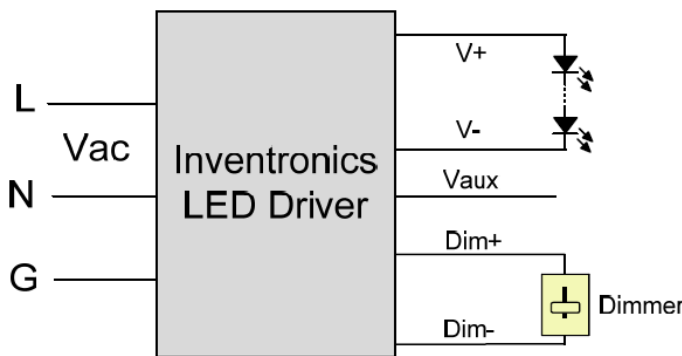 L
Vac
N
G
Inventronics
LED Driver
V+
V-
Vaux
Dim+
Dim-
Dimmer